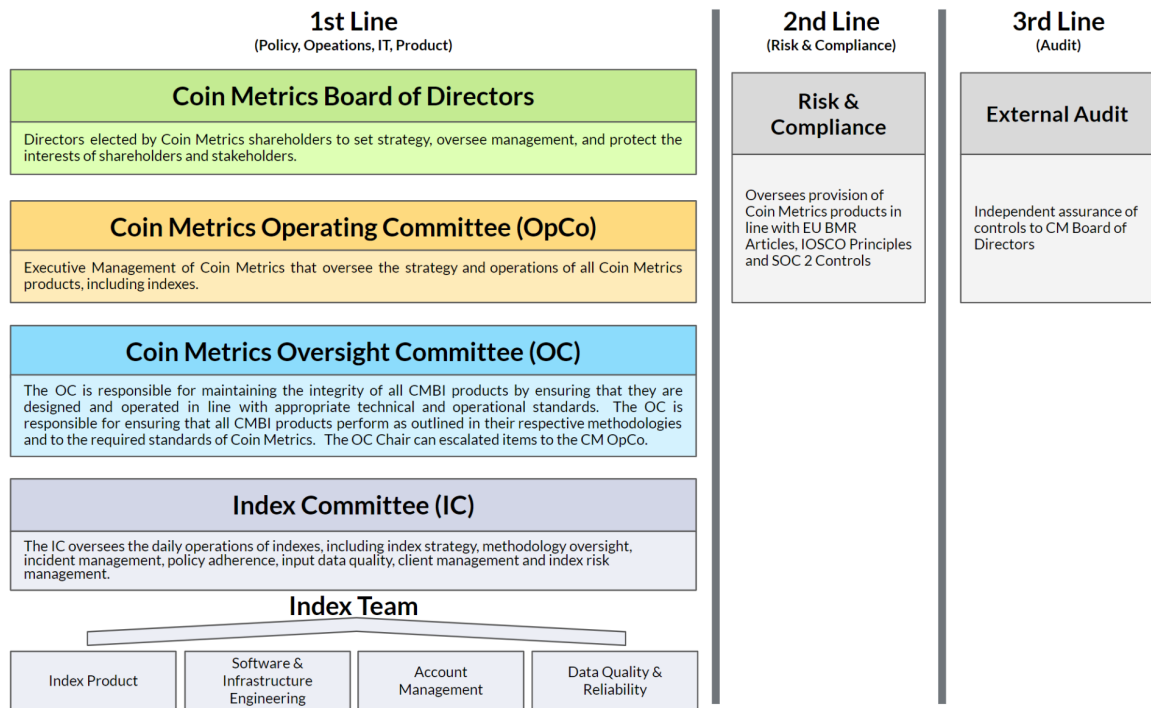 1st Line
(Policy, Opeations, IT, Product)
Coin Metrics Board of Directors
Directors elected by Coin Metrics shareholders to set strategy, oversee management, and protect the
interests of shareholders and stakeholders.
Coin Metrics Operating Committee (OpCo)
Executive Management of Coin Metrics that oversee the strategy and operations of all Coin Metrics
products, including indexes.
Coin Metrics Oversight Committee (OC)
The OC is responsible for maintaining the integrity of all CMBI products by ensuring that they are
designed and operated in line with appropriate technical and operational standards. The OC is
responsible for ensuring that all CMBI products perform as outlined in their respective methodologies
and to the required standards of Coin Metrics. The OC Chair can escalated items to the CM OpCo.
Index Committee (IC)
The IC oversees the daily operations of indexes, including index strategy, methodology oversight,
incident management, policy adherence, input data quality, client management and index risk
management.
Index Team
Index Product
Software &
Infrastructure
Engineering
Account
Management
Data Quality &
Reliability
2nd Line
(Risk & Compliance)
Risk &
Compliance
Oversees provision of
Coin Metrics products in
line with EU BMR
Articles, IOSCO Principles
and SOC 2 Controls
3rd Line
(Audit)
External Audit
Independent assurance of
controls to CM Board of
Directors